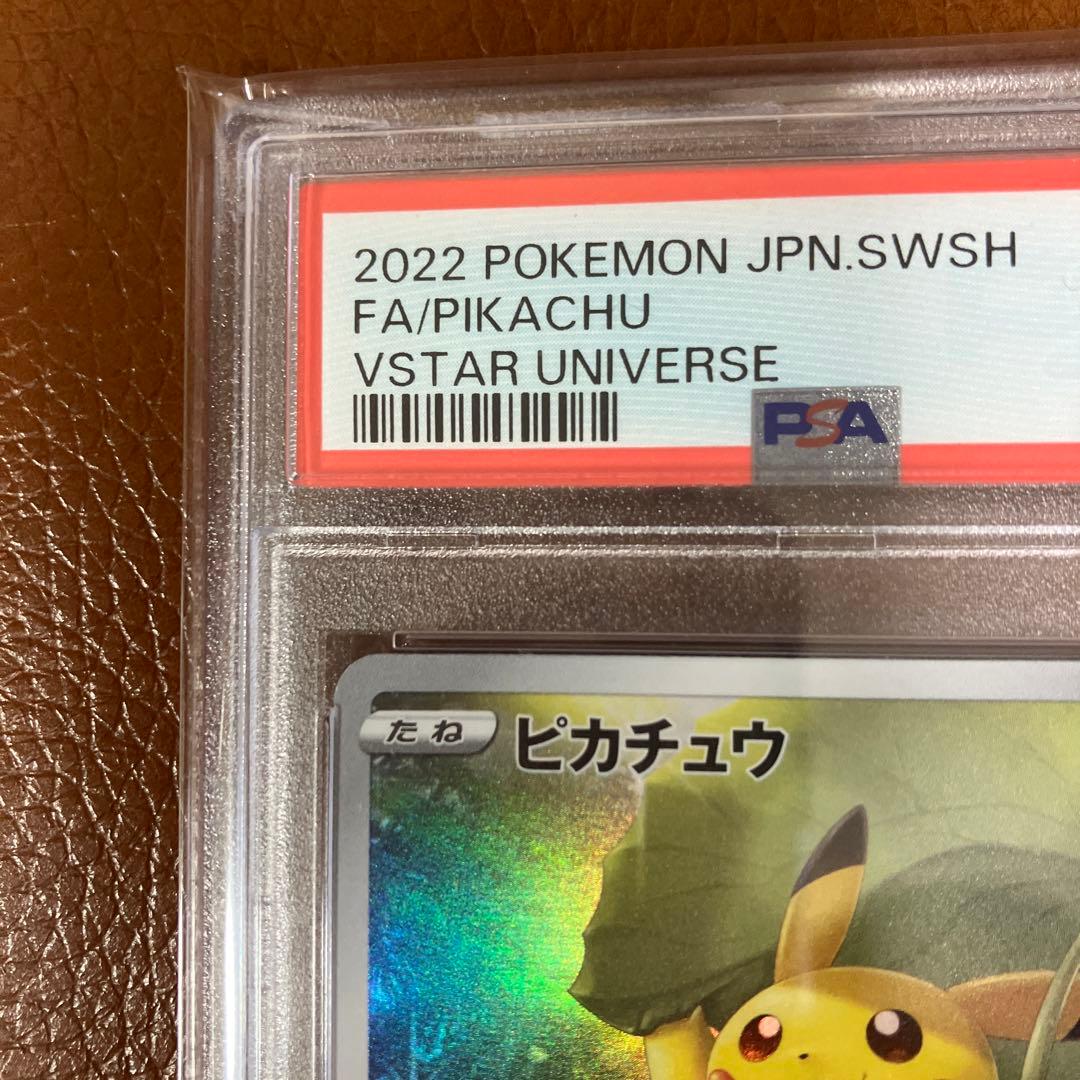 2022 POKEMON JPN.SWSH
FA/PIKACHU
VSTAR UNIVERSE
PSA
たね ピカチュウ